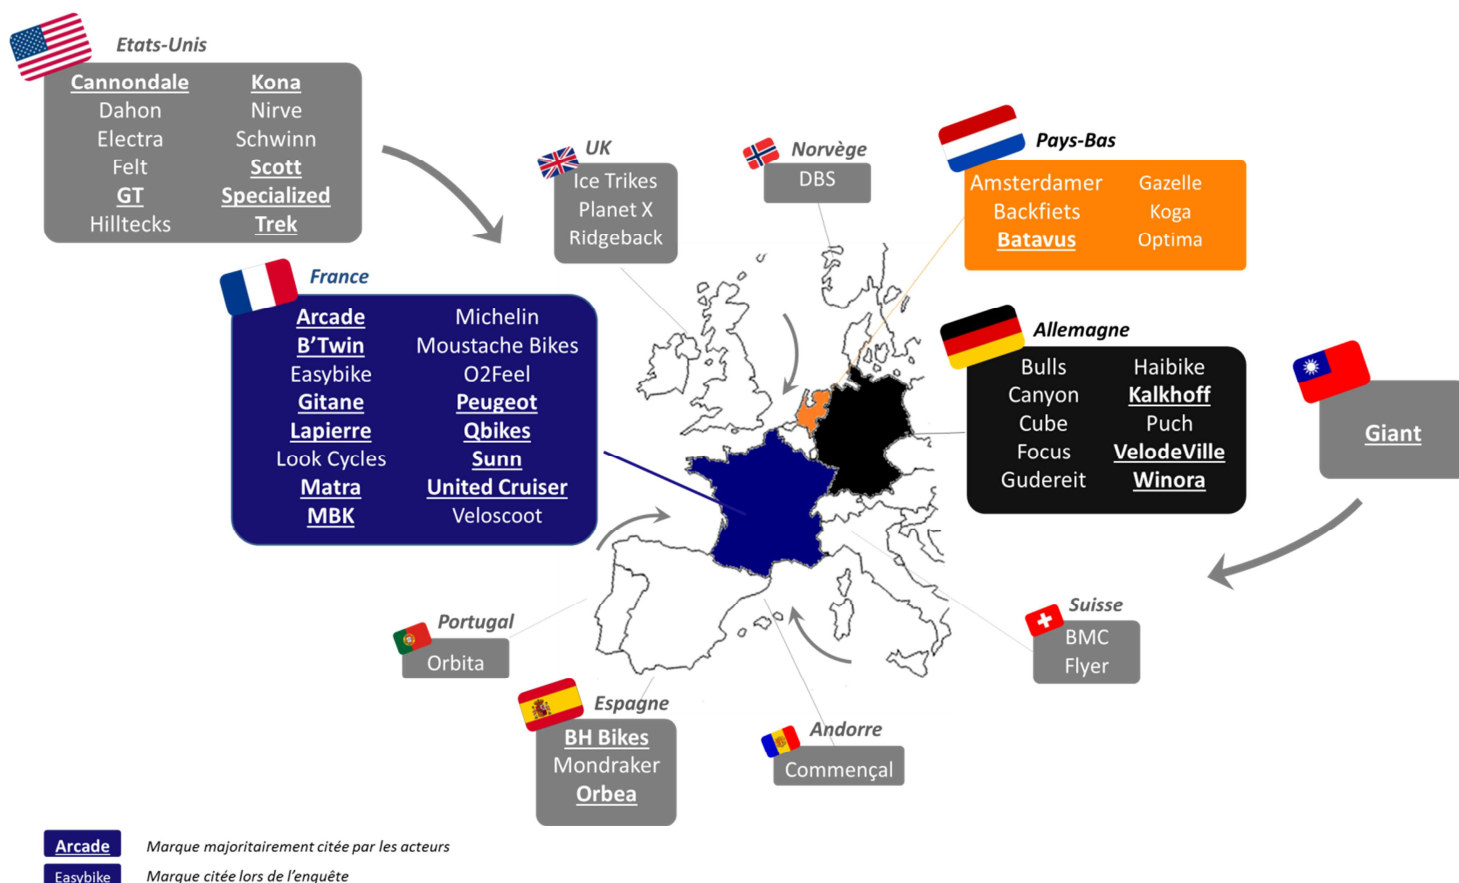 Etats-Unis
Cannondale Kona
Dahon Nirve
Electra Schwinn
Felt Scott
GT Specialized
Hilltecks Trek
UK
Ice Trikes
Planet X
Ridgeback
Norvège
DBS
Pays-Bas
Amsterdamer Gazelle
Backfiets Koga
Batavus Optima
France
Arcade Michelin
B'Twin Moustache Bikes
Easybike O2Feel
Gitane Peugeot
Lapierre Qbikes
Look Cycles Sunn
Matra United Cruiser
MBK Veloscoot
Allemagne
Bulls Haibike
Canyon Kalkhoff
Cube Puch
Focus VelodeVille
Gudereit Winora
Giant
Portugal
Orbita
Suisse
BMC
Flyer
Espagne
BH Bikes
Mondraker
Orbea
Andorre
Commençal
Arcade Marque majoritairement citée par les acteurs
Easybike Marque citée lors de l'enquête